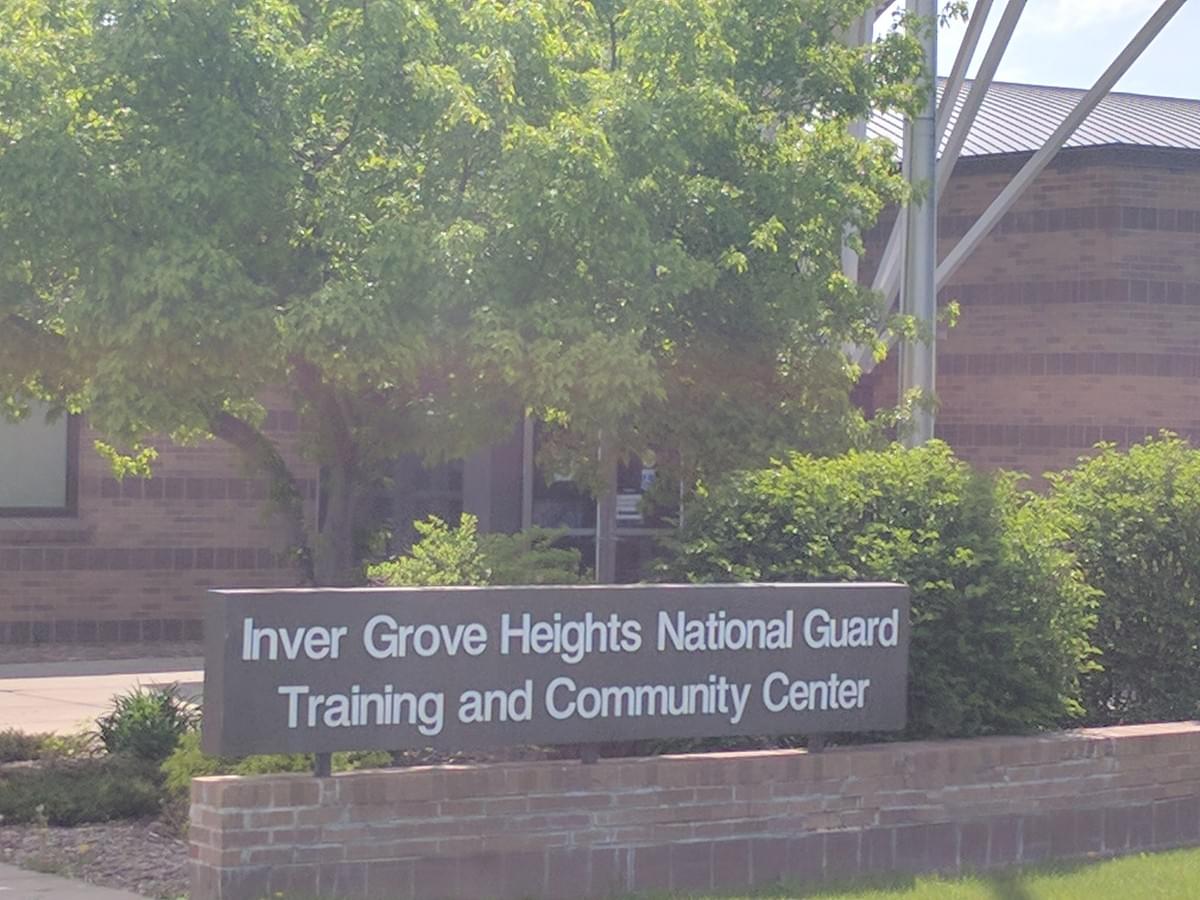 Inver Grove Heights National Guard
Training and Community Center